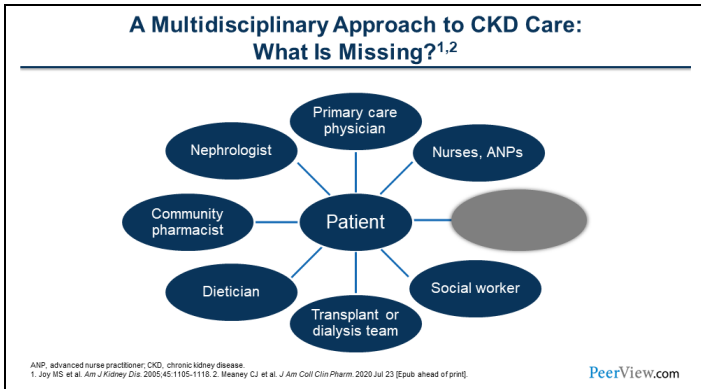 A Multidisciplinary Approach to CKD Care:
What Is Missing?1,2
Primary care
physician
Nephrologist
Nurses, ANPs
Community
pharmacist
Patient
Dietician
Social worker
Transplant or
dialysis team
ANP, advanced nurse practitioner; CKD, chronic kidney disease.
1. Joy MS et al. Am J Kidney Dis. 2005;45:1105-1118. 2. Meaney CJ et al. J Am Coll Clin Pharm. 2020 Jul 23 [Epub ahead of print].
PeerView.com